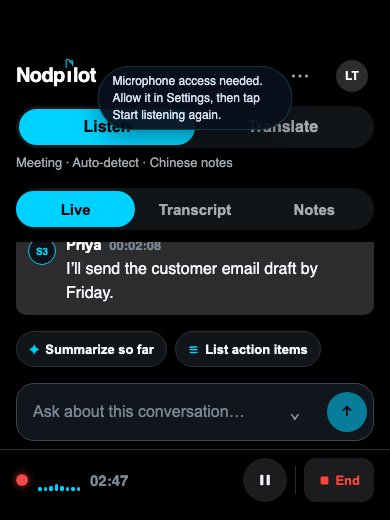 Nodpilot
Microphone access needed.
Allow it in Settings, then tap
Start listening again.
LT
Listen
Translate
Meeting · Auto-detect · Chinese notes
Live
Transcript
Notes
S3
Priya 00:02:08
I’ll send the customer email draft by
Friday.
Summarize so far
List action items
Ask about this conversation…
02:47
End